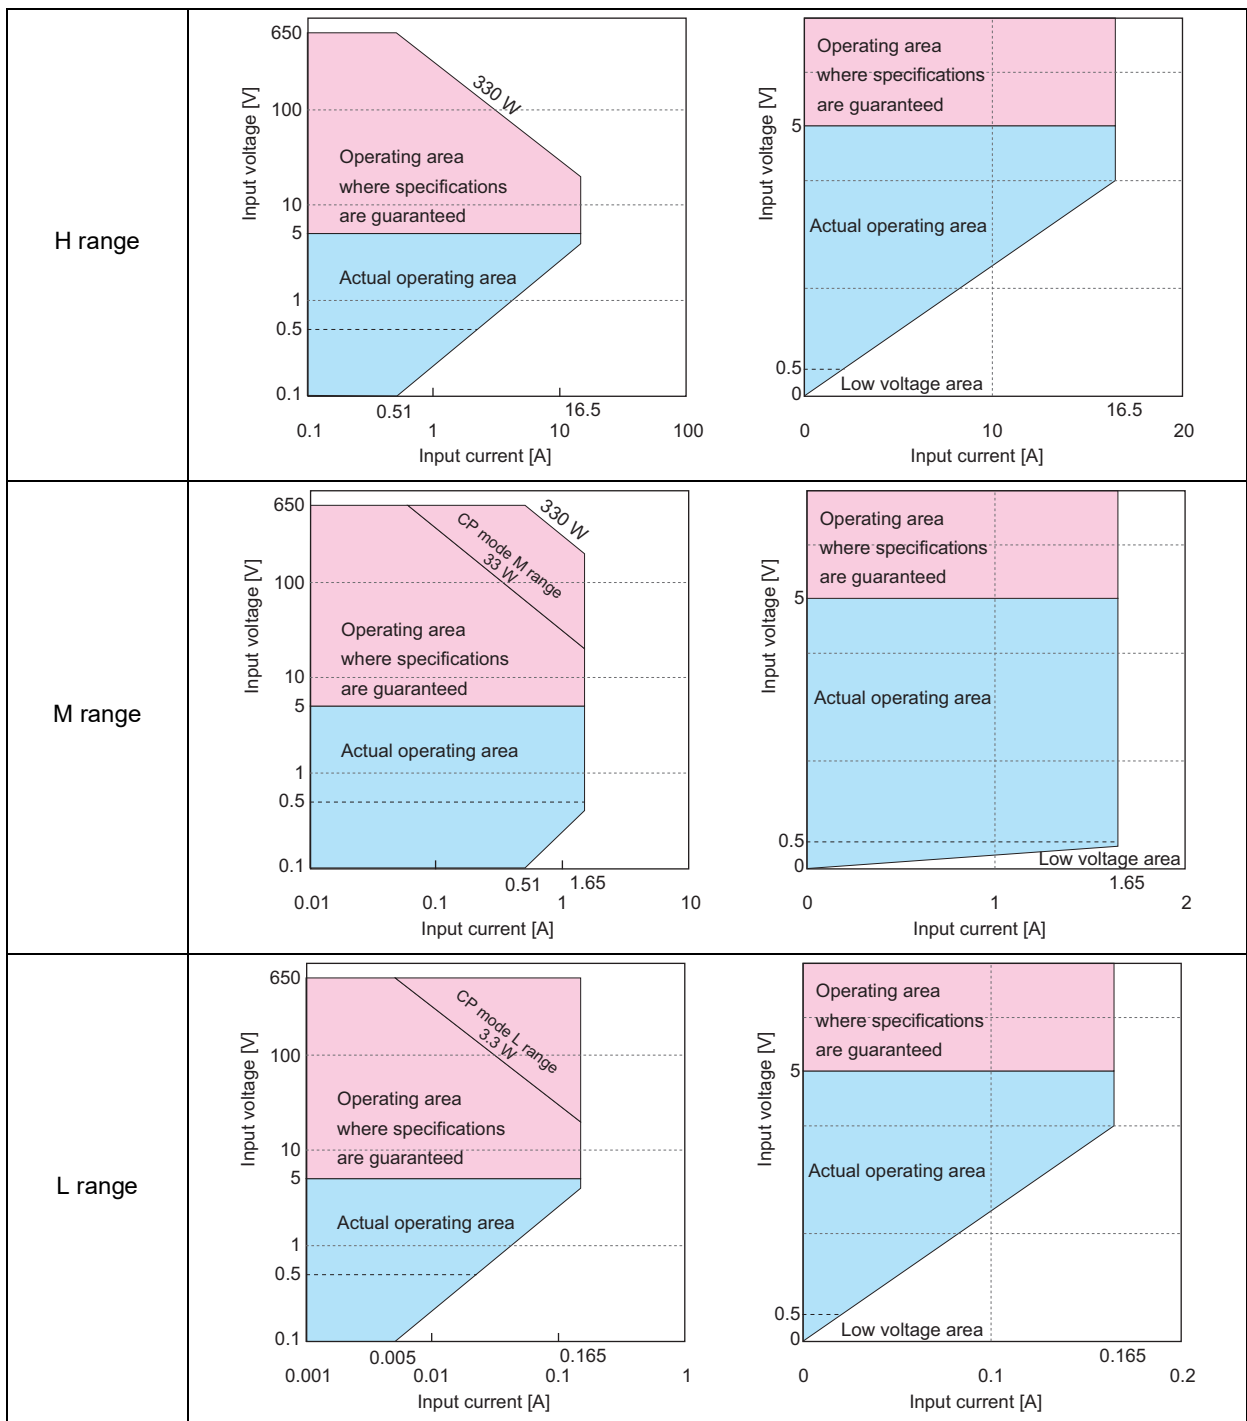 H range
650
100
10
5
1
0.5
0.1
Input voltage [V]
330 W
Operating area
where specifications
are guaranteed
Actual operating area
0.51
16.5
0.1
1
10
100
Input current [A]
Input voltage [V]
5
0.5
0
Operating area
where specifications
are guaranteed
Actual operating area
Low voltage area
16.5
0
10
20
Input current [A]
M range
650
100
10
5
1
0.5
0.1
Input voltage [V]
330 W
CP mode M range
33 W
Operating area
where specifications
are guaranteed
Actual operating area
0.51
1.65
0.01
0.1
1
10
Input current [A]
Input voltage [V]
5
0.5
0
Operating area
where specifications
are guaranteed
Actual operating area
Low voltage area
1.65
0
1
2
Input current [A]
L range
650
100
10
5
1
0.5
0.1
Input voltage [V]
CP mode L range
3.3 W
Operating area
where specifications
are guaranteed
Actual operating area
0.005
0.165
0.001
0.01
0.1
1
Input current [A]
Input voltage [V]
5
0.5
0
Operating area
where specifications
are guaranteed
Actual operating area
Low voltage area
0.165
0
0.1
0.2
Input current [A]